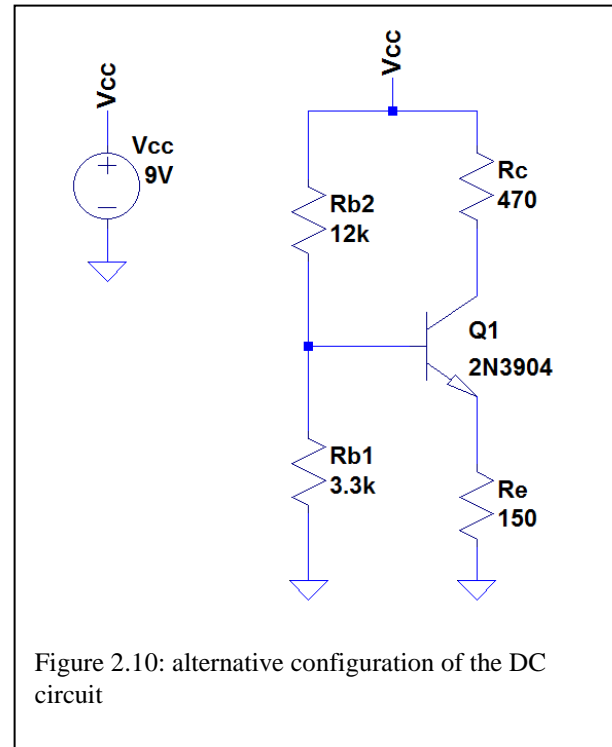 Vcc
Vcc
9V
Vcc
Rb2
12k
Rc
470
Q1
2N3904
Rb1
3.3k
Re
150
Figure 2.10: alternative configuration of the DC
circuit